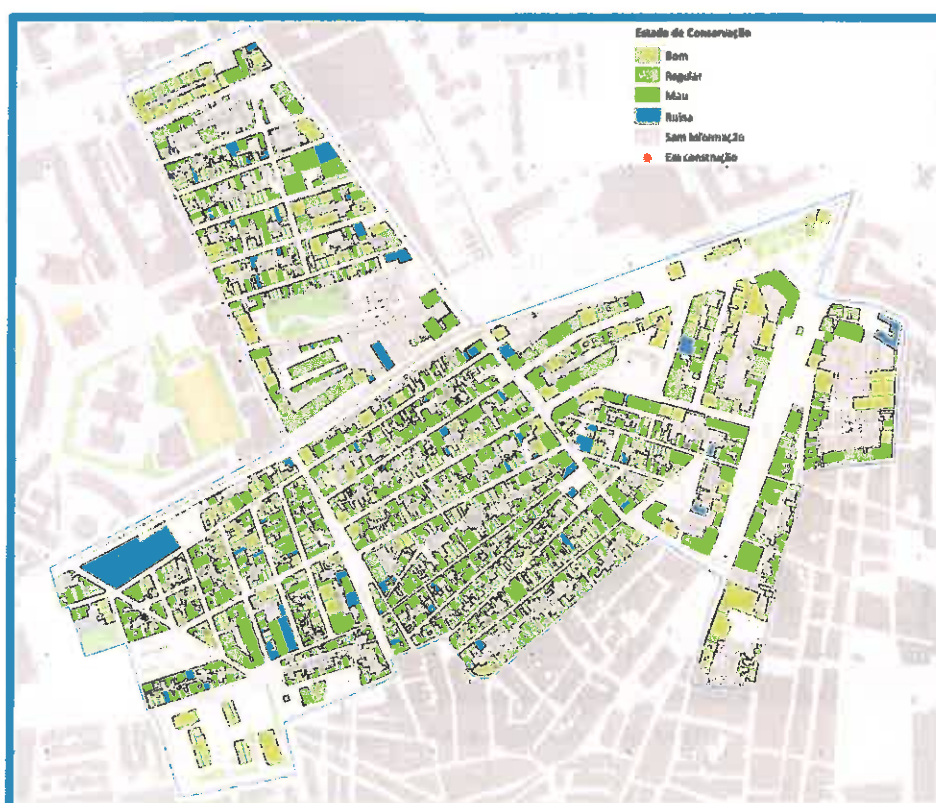 Estado de Conservação
Bom
Regular
Mau
Ruína
Sem Informação
Em construção